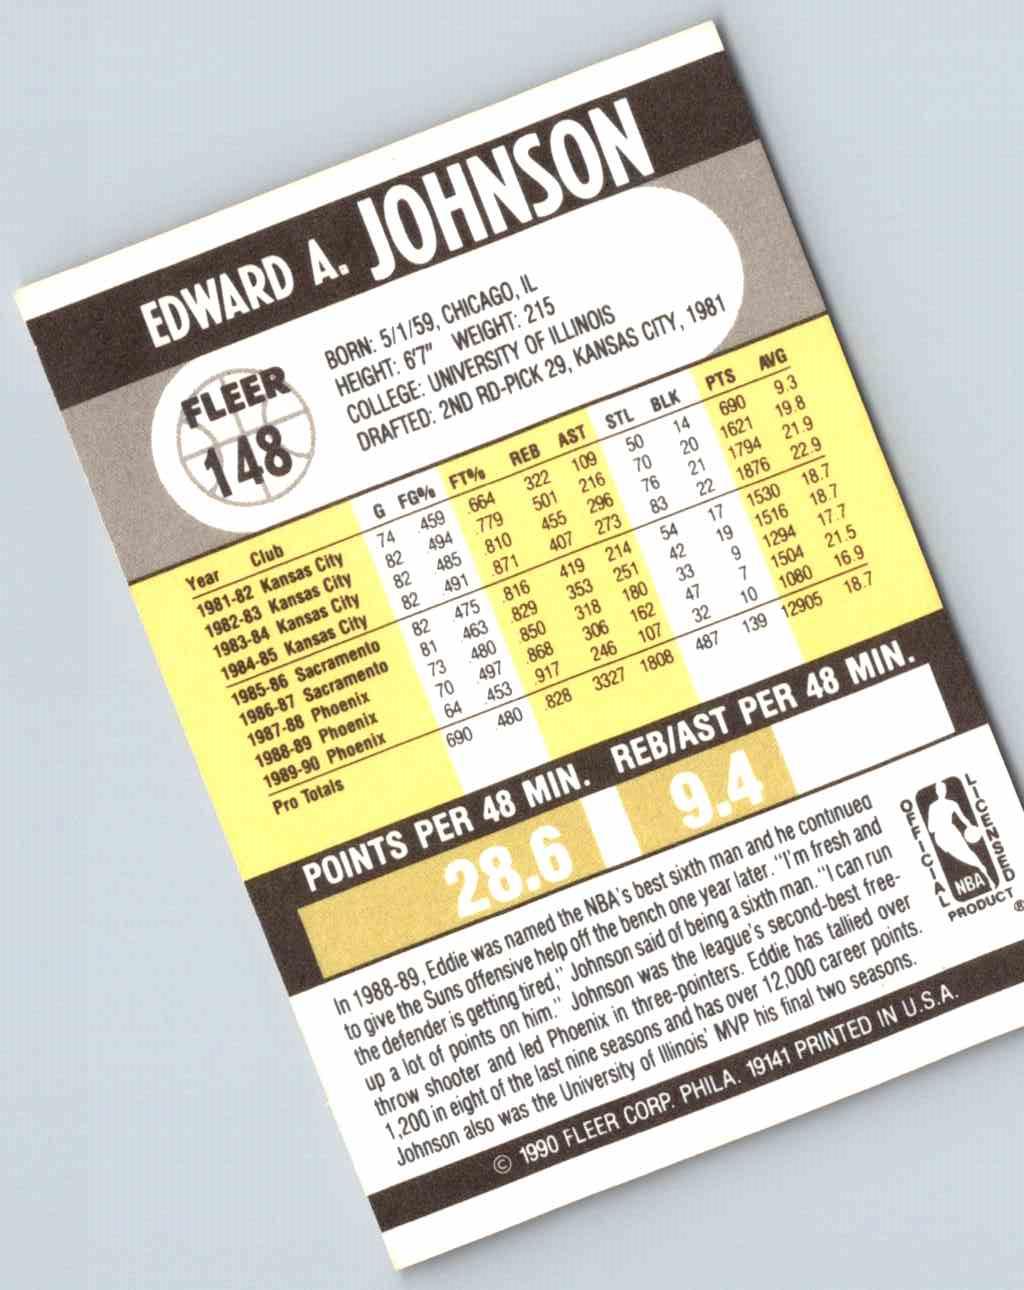 EDWARD A. JOHNSON
FLEER
148
BORN: 5/1/59, CHICAGO, IL
HEIGHT: 6'7" WEIGHT: 215
COLLEGE: UNIVERSITY OF ILLINOIS
DRAFTED: 2ND RD-PICK 29, KANSAS CITY, 1981
Year Club G FG% FT% REB AST STL BLK PTS AVG
1981-82 Kansas City 74 .459 .664 322 109 50 14 690 9.3
1982-83 Kansas City 82 .494 .779 501 216 70 20 1621 19.8
1983-84 Kansas City 82 .485 .810 455 296 76 21 1794 21.9
1984-85 Kansas City 82 .491 .871 407 273 83 22 1876 22.9
1985-86 Sacramento 82 .475 .816 419 214 54 17 1530 18.7
1986-87 Sacramento 81 .463 .829 353 251 42 19 1516 18.7
1987-88 Phoenix 73 .480 .850 318 180 33 9 1294 17.7
1988-89 Phoenix 70 .497 .868 306 162 47 7 1504 21.5
1989-90 Phoenix 64 .453 .917 246 107 32 10 1080 16.9
Pro Totals 690 .480 .828 3327 1808 487 139 12905 18.7
POINTS PER 48 MIN. REB/AST PER 48 MIN.
28.6 9.4
In 1988-89, Eddie was named the NBA's best sixth man and he continued
to give the Suns offensive help off the bench one year later. "I'm fresh and
the defender is getting tired," Johnson said of being a sixth man. "I can run
up a lot of points on him." Johnson was the league's second-best free-
throw shooter and led Phoenix in three-pointers. Eddie has tallied over
1,200 in eight of the last nine seasons and has over 12,000 career points.
Johnson also was the University of Illinois' MVP his final two seasons.
OFFICIAL LICENSED
NBA
PRODUCT ®
© 1990 FLEER CORP. PHILA. 19141 PRINTED IN U.S.A.